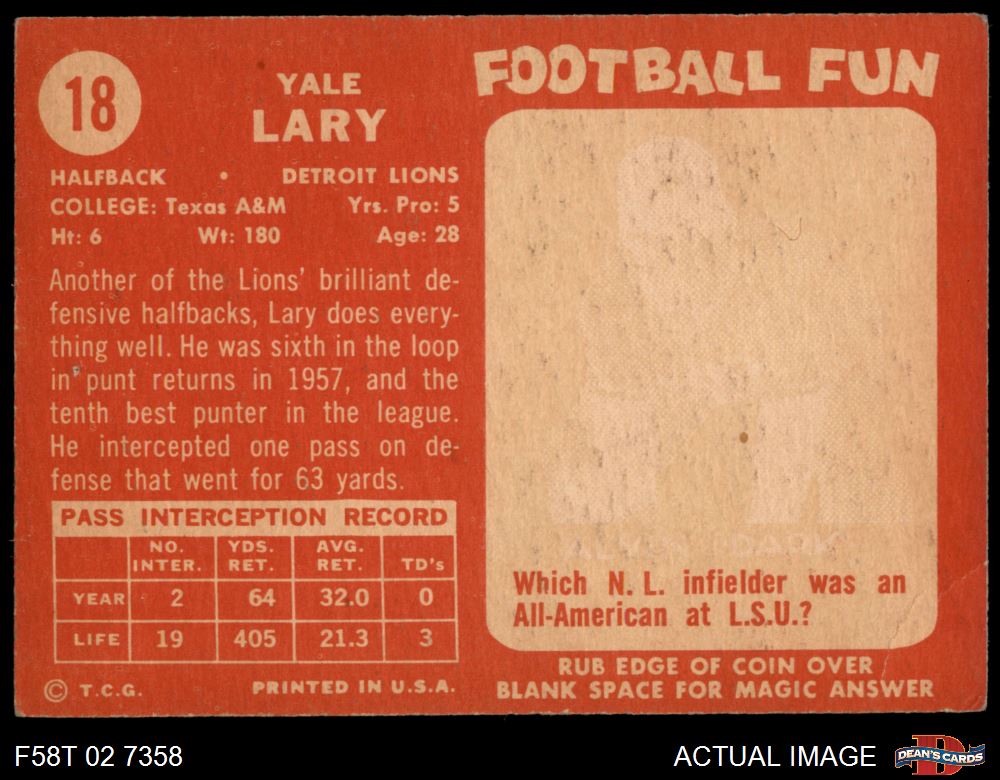 18
YALE
LARY
HALFBACK • DETROIT LIONS
COLLEGE: Texas A&M Yrs. Pro: 5
Ht: 6 Wt: 180 Age: 28
Another of the Lions' brilliant de-
fensive halfbacks, Lary does every-
thing well. He was sixth in the loop
in punt returns in 1957, and the
tenth best punter in the league.
He intercepted one pass on de-
fense that went for 63 yards.
PASS INTERCEPTION RECORD
NO. INTER. YDS. RET. AVG. RET. TD's
YEAR 2 64 32.0 0
LIFE 19 405 21.3 3
© T.C.G. PRINTED IN U.S.A.
FOOTBALL FUN
Which N. L. infielder was an
All-American at L.S.U.?
RUB EDGE OF COIN OVER
BLANK SPACE FOR MAGIC ANSWER
F58T 02 7358 ACTUAL IMAGE
DEAN'S CARDS